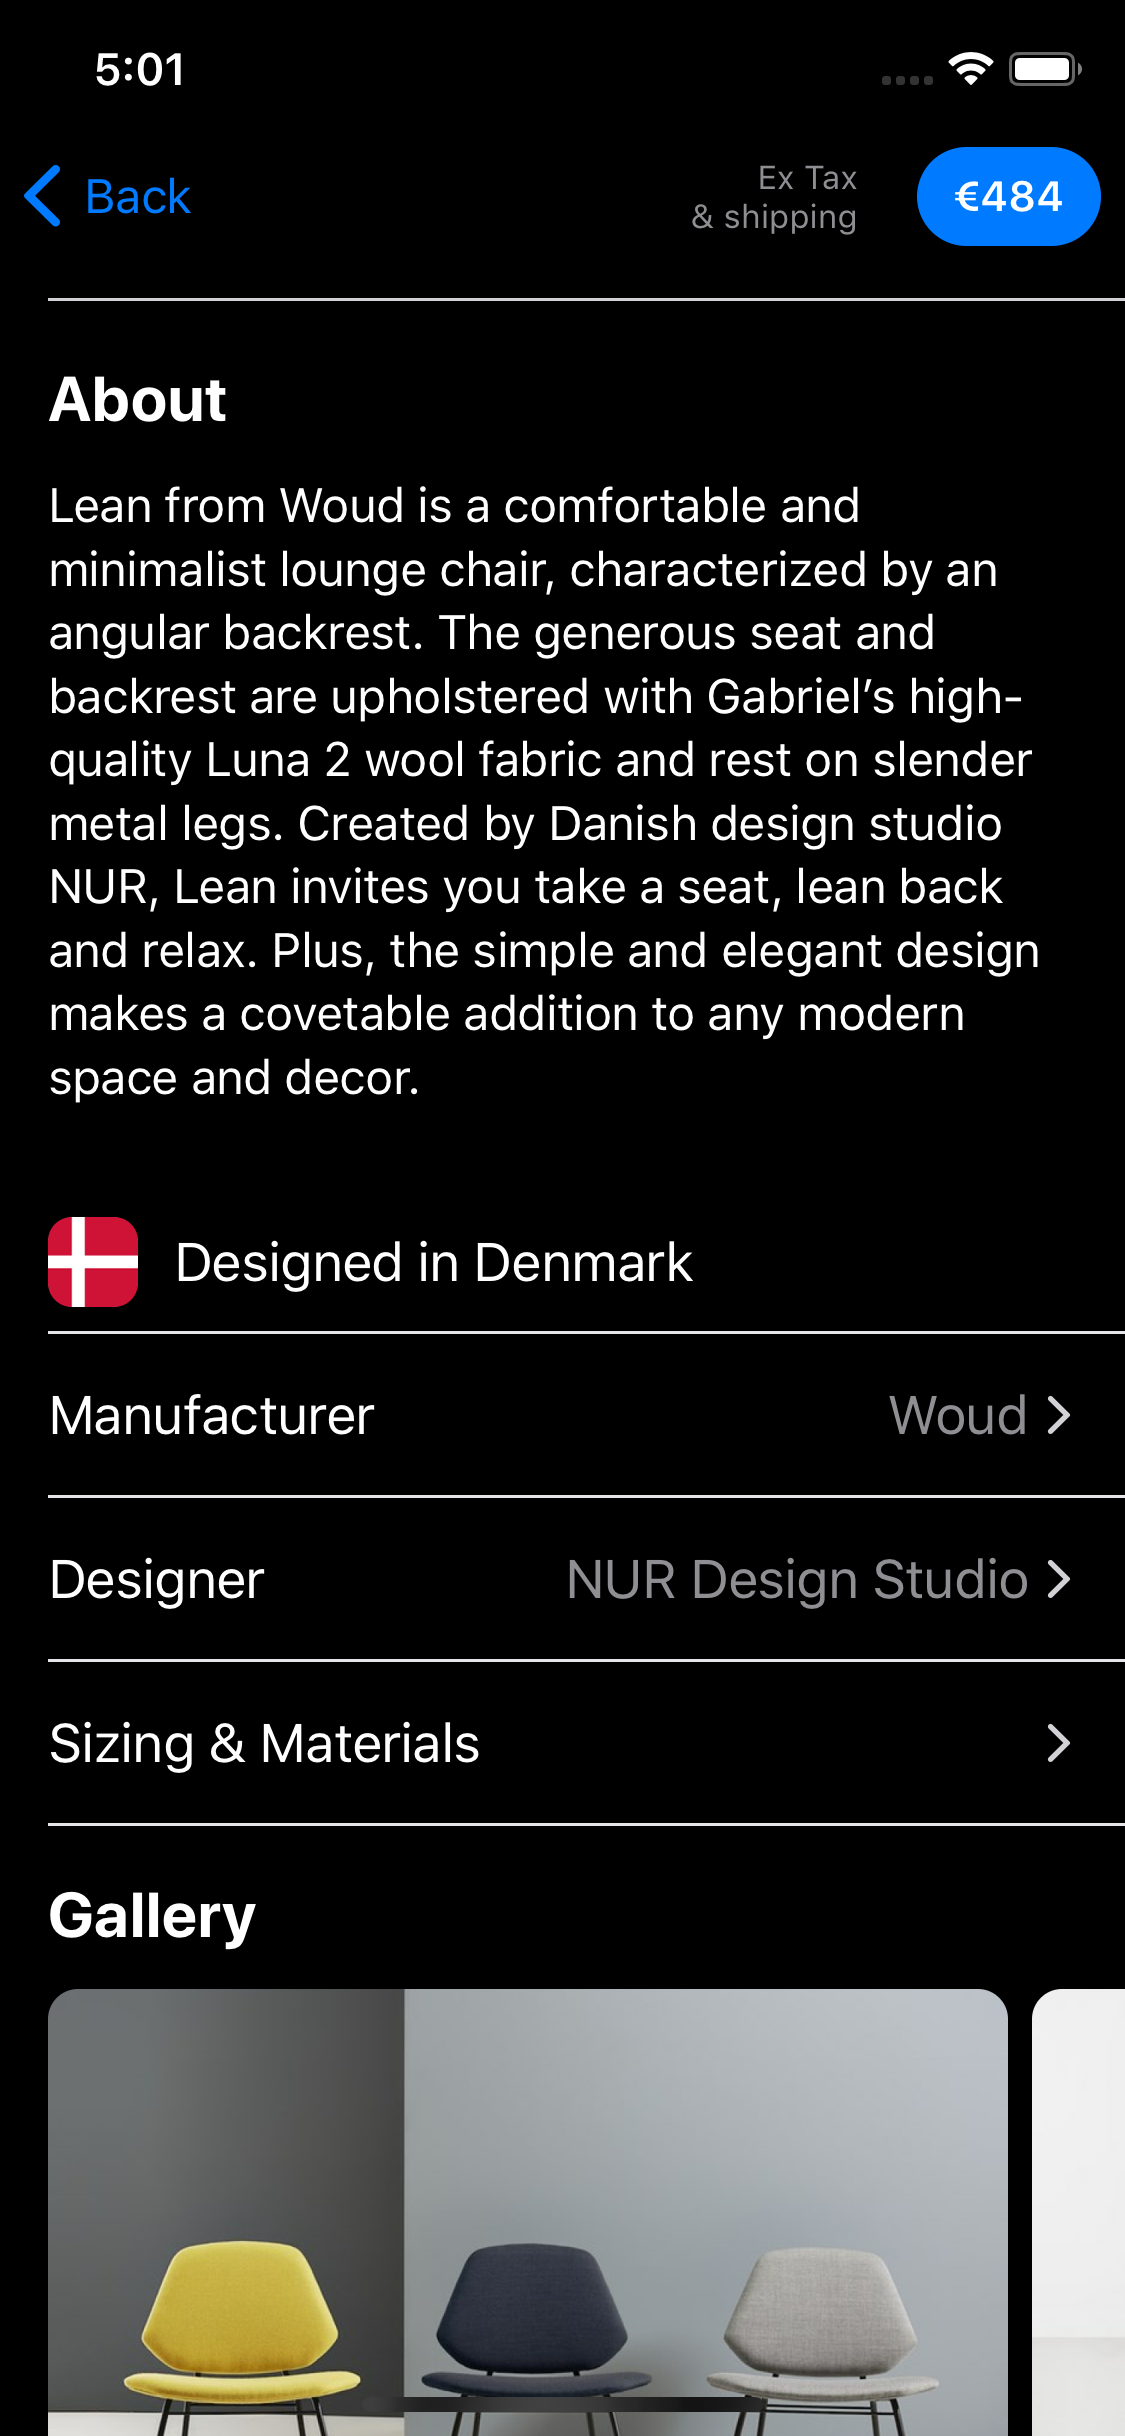 5:01
Back
Ex Tax
& shipping
€484
About
Lean from Woud is a comfortable and
minimalist lounge chair, characterized by an
angular backrest. The generous seat and
backrest are upholstered with Gabriel’s high-
quality Luna 2 wool fabric and rest on slender
metal legs. Created by Danish design studio
NUR, Lean invites you take a seat, lean back
and relax. Plus, the simple and elegant design
makes a covetable addition to any modern
space and decor.
Designed in Denmark
Manufacturer Woud
Designer NUR Design Studio
Sizing & Materials
Gallery